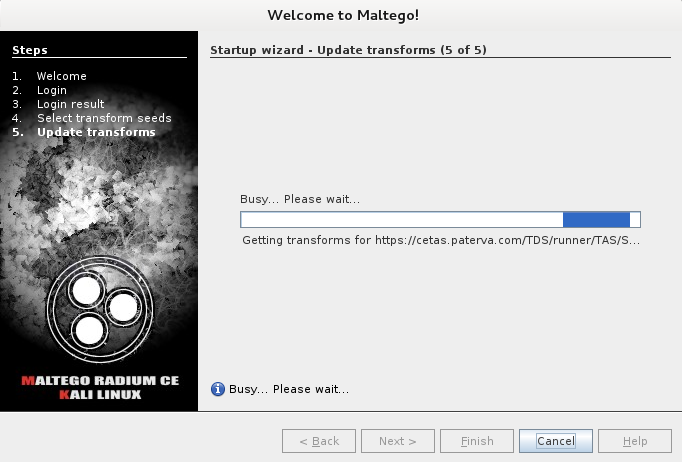 Welcome to Maltego!
Steps
1. Welcome
2. Login
3. Login result
4. Select transform seeds
5. Update transforms
MALTEGO RADIUM CE
KALI LINUX
Startup wizard - Update transforms (5 of 5)
Busy... Please wait...
Getting transforms for https://cetas.paterva.com/TDS/runner/TAS/S...
Busy... Please wait...
< Back
Next >
Finish
Cancel
Help